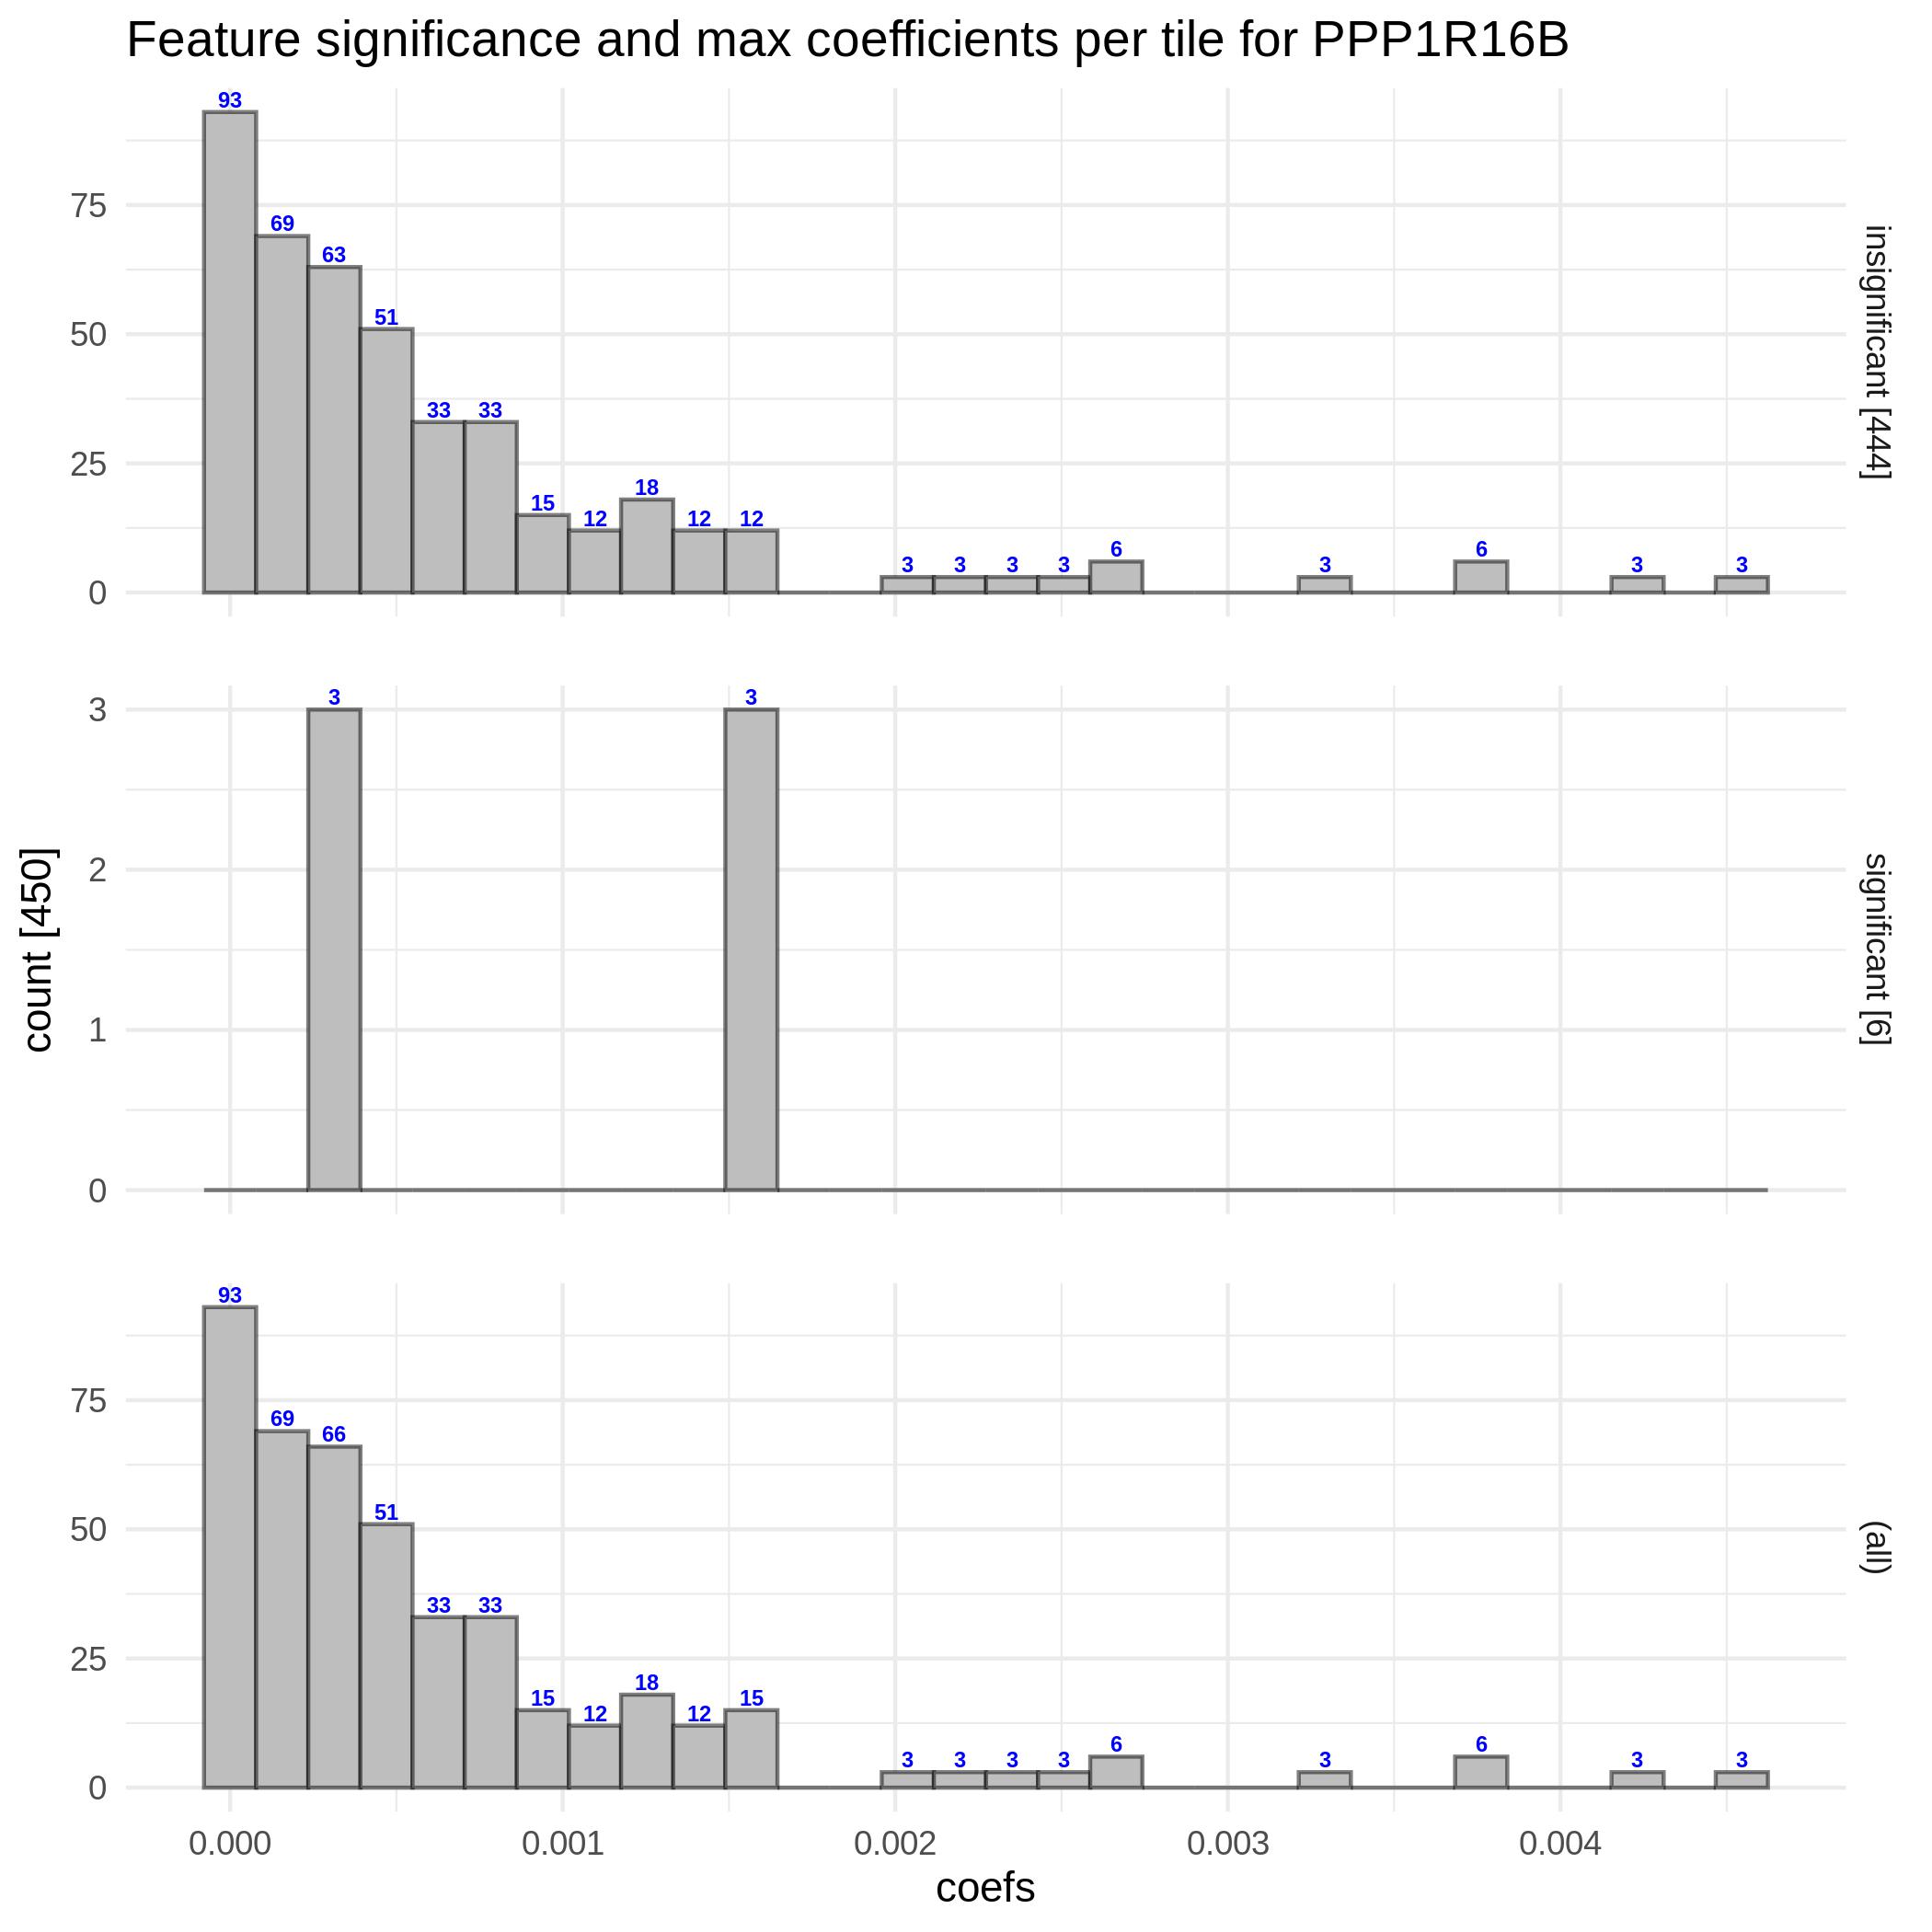 Feature significance and max coefficients per tile for PPP1R16B
93
69
63
51
33 33
15 12 18 12 12
3 3 3 3 6 3 6 3 3
75
50
25
0
insignificant [444]
3 3
3
2
1
0
significant [6]
count [450]
93
69
66
51
33 33
15 12 18 12 15
3 3 3 3 6 3 6 3 3
75
50
25
0
(all)
0.000 0.001 0.002 0.003 0.004
coefs